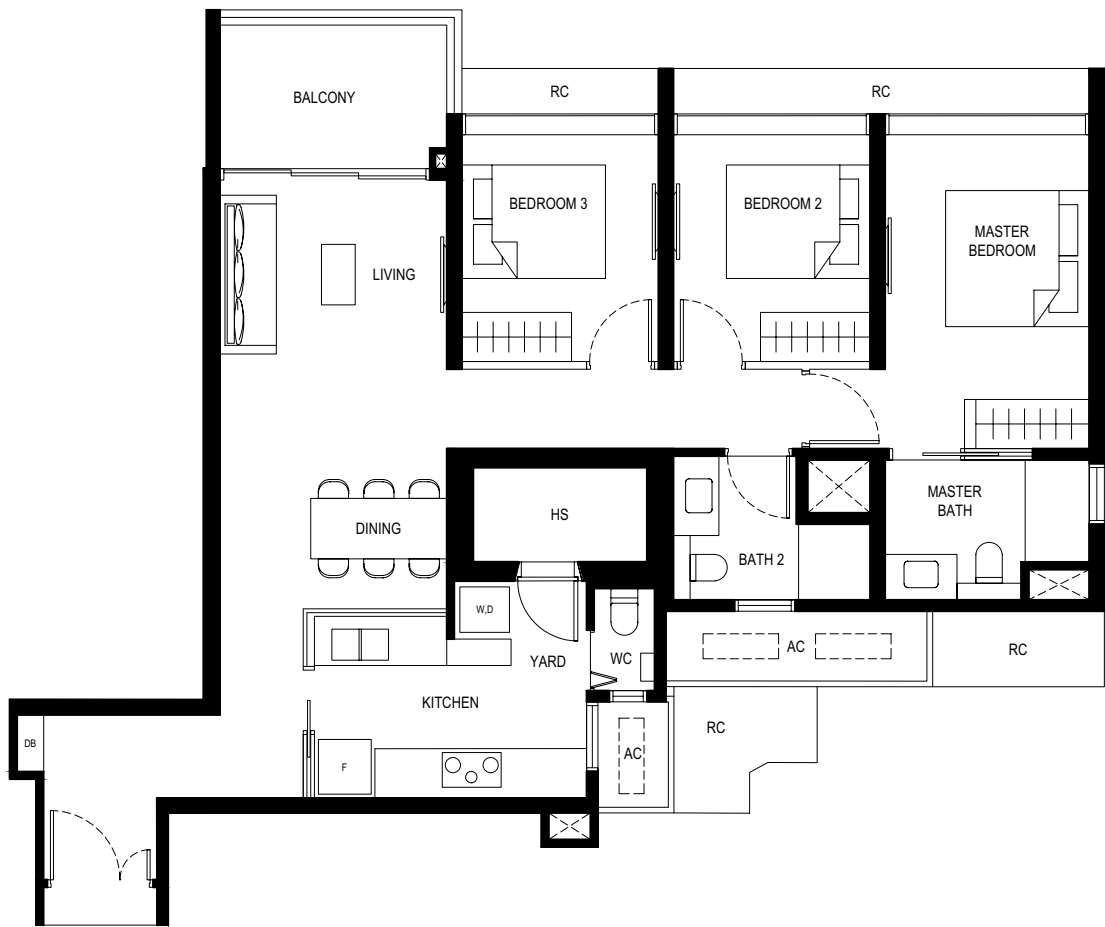 BALCONY
RC
RC
BEDROOM 3
BEDROOM 2
MASTER
BEDROOM
LIVING
DINING
HS
MASTER
BATH
BATH 2
W,D
YARD
WC
AC
RC
KITCHEN
RC
DB
F
AC